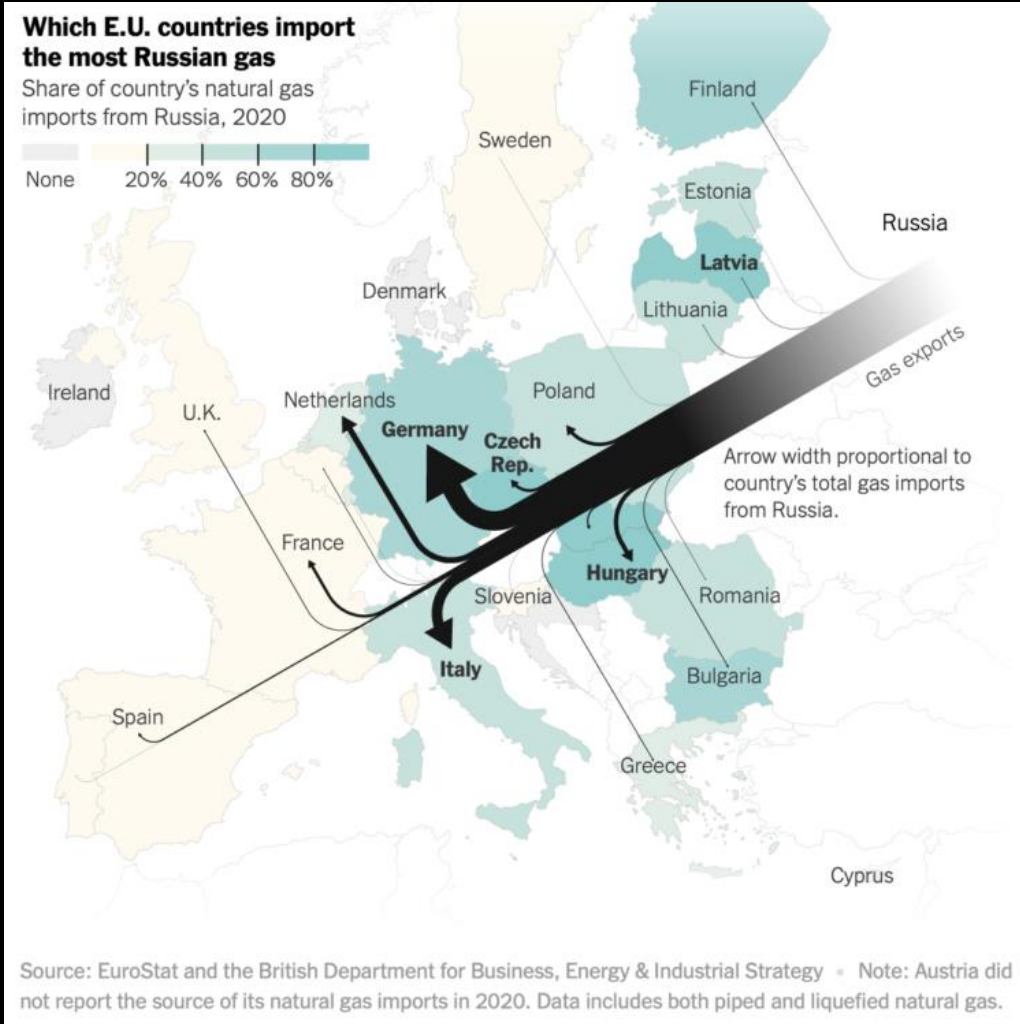 Which E.U. countries import
the most Russian gas
Share of country's natural gas
imports from Russia, 2020
None
20% 40% 60% 80%
Finland
Sweden
Estonia
Russia
Latvia
Denmark
Lithuania
Gas exports
Ireland
Netherlands
Poland
U.K.
Germany
Czech
Rep.
Arrow width proportional to
country's total gas imports
from Russia.
France
Hungary
Slovenia
Romania
Italy
Bulgaria
Spain
Greece
Cyprus
Source: EuroStat and the British Department for Business, Energy & Industrial Strategy • Note: Austria did
not report the source of its natural gas imports in 2020. Data includes both piped and liquefied natural gas.